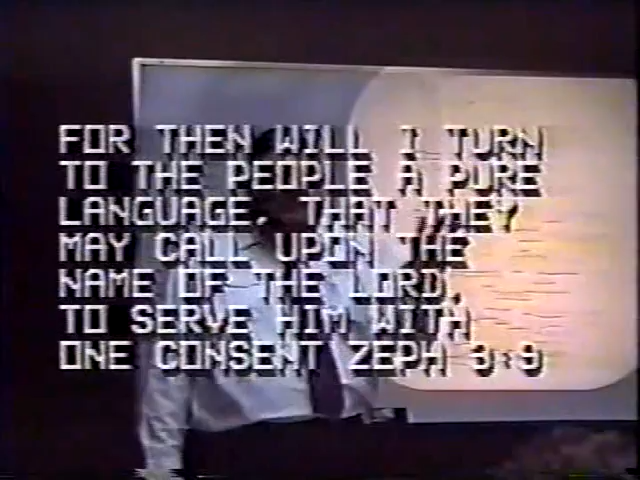 FOR THEN WILL I TURN
TO THE PEOPLE A PURE
LANGUAGE, THAT THEY
MAY CALL UPON THE
NAME OF THE LORD,
TO SERVE HIM WITH
ONE CONSENT ZEPH 3:9